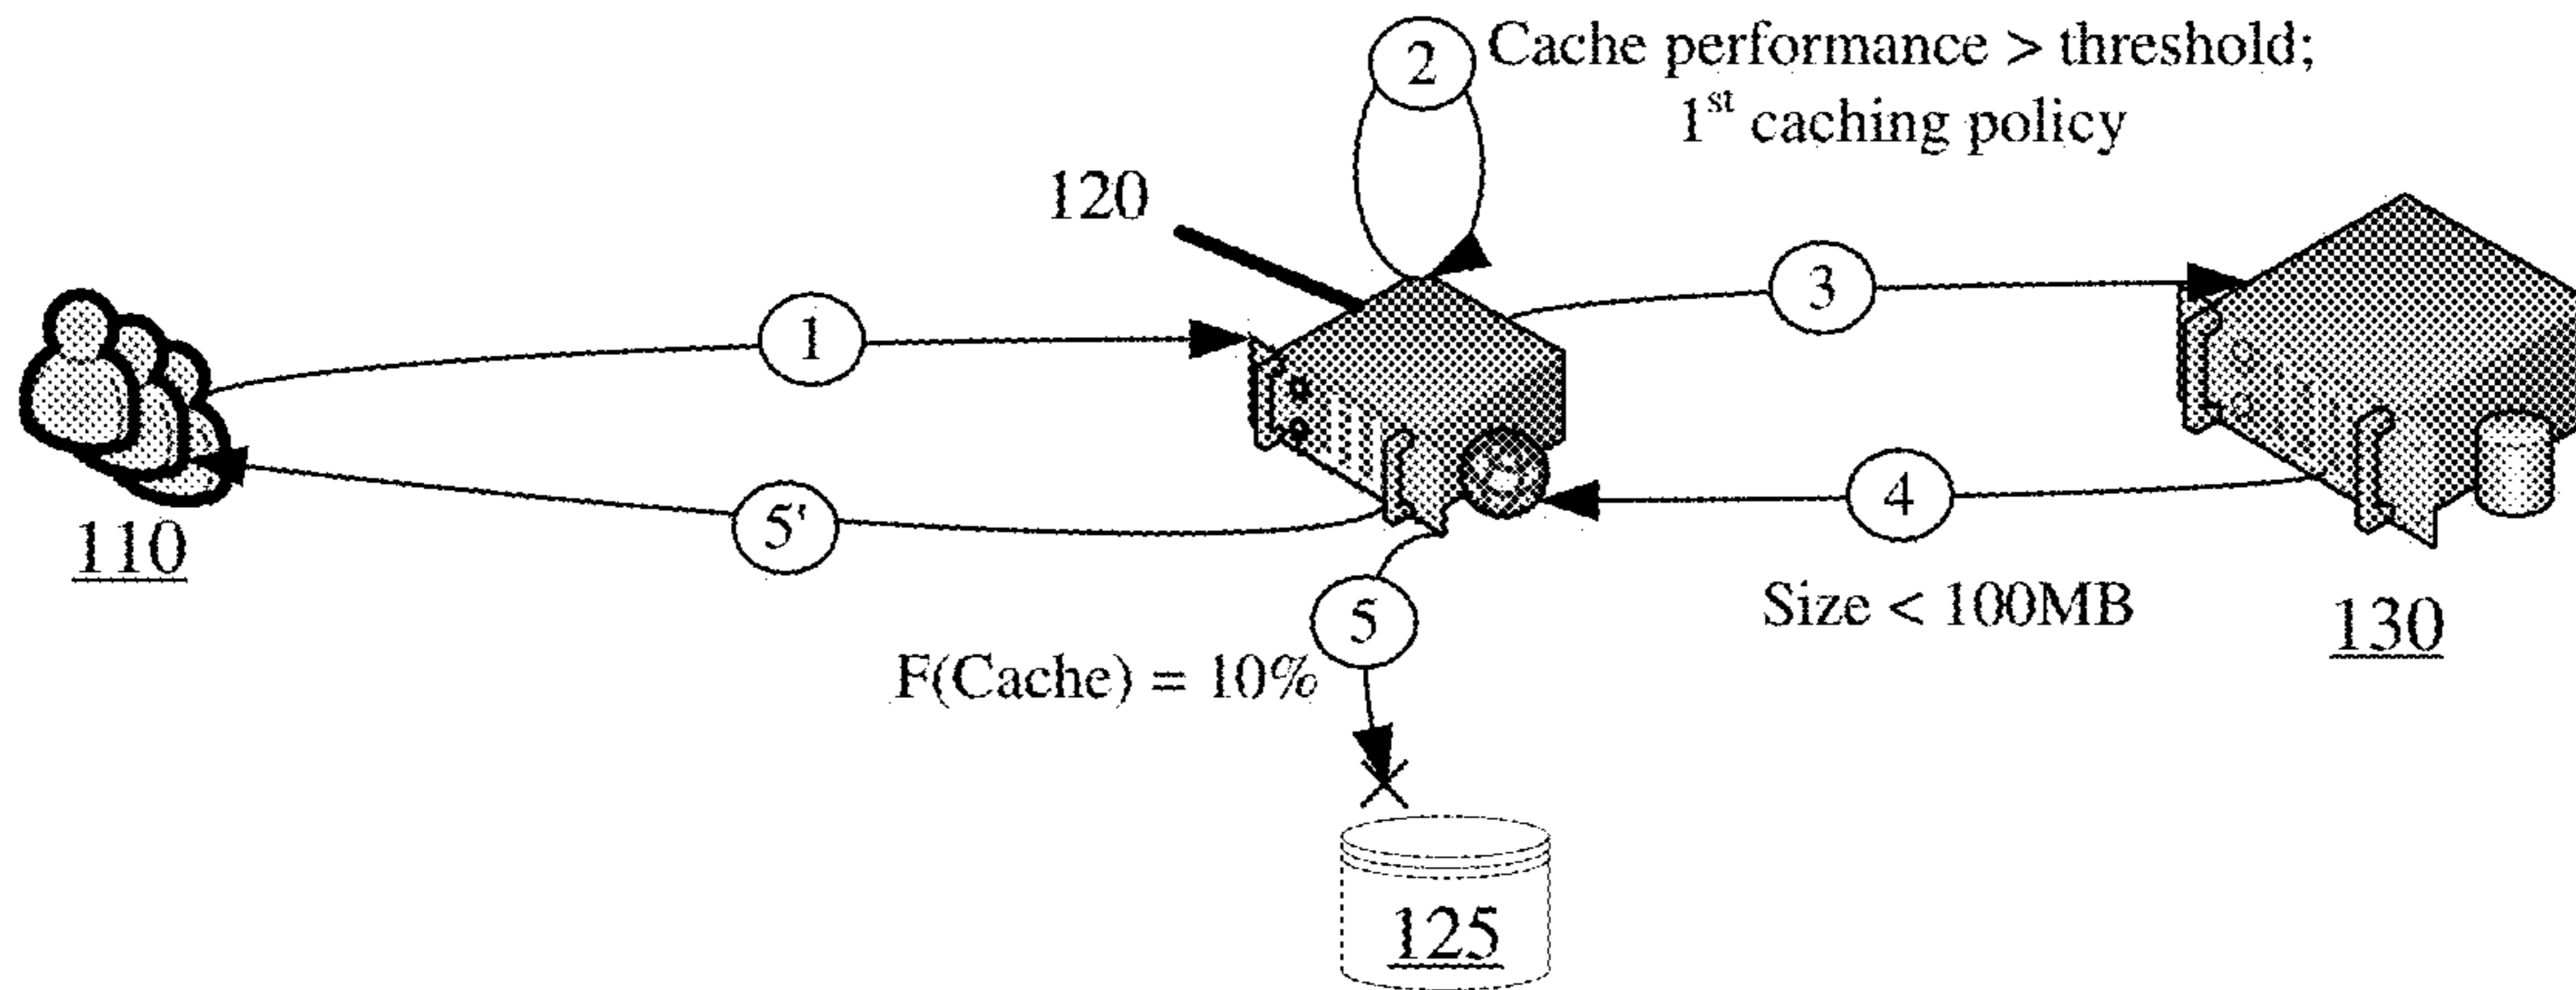 2 Cache performance > threshold;
1st caching policy
120
1
3
4
5'
110
5
Size < 100MB
130
F(Cache) = 10%
125